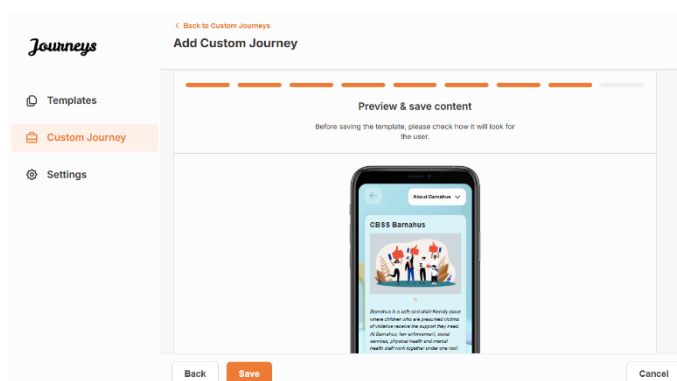 < Back to Custom Journeys
Journeys
Add Custom Journey
Templates
Custom Journey
Settings
Preview & save content
Before saving the template, please check how it will look for
the user.
About Barnahus
CBSS Barnahus
Barnahus is a safe and child-friendly place
where children who are presumed victims
of violence receive the support they need.
At Barnahus, law enforcement, social
services, physical health and mental
health staff work together under one roof.
Back
Save
Cancel